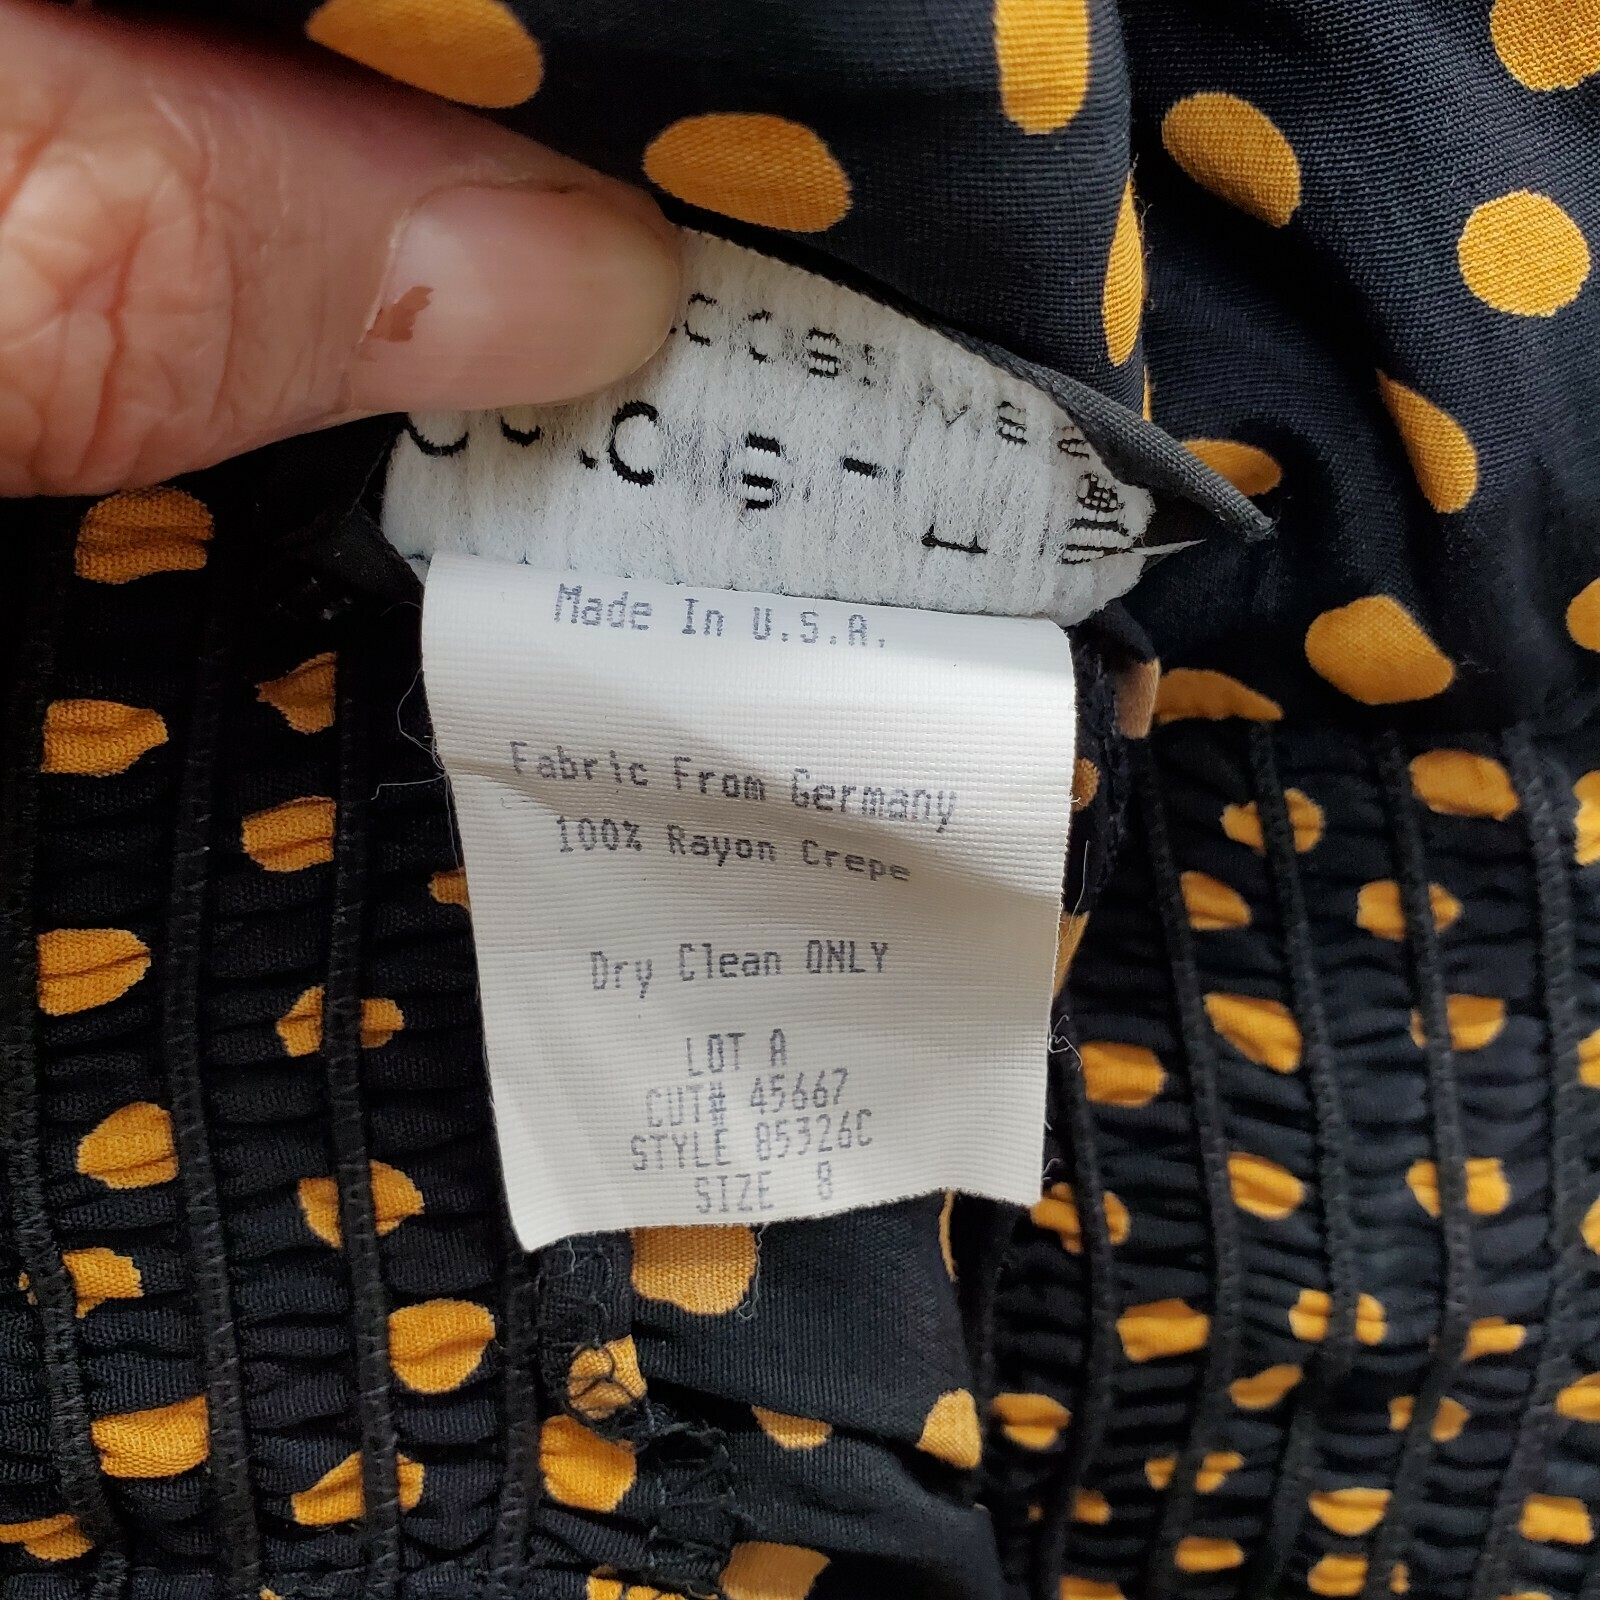 Made In U.S.A.
Fabric From Germany
100% Rayon Crepe
Dry Clean ONLY
LOT A
CUT# 45667
STYLE 85326C
SIZE 8